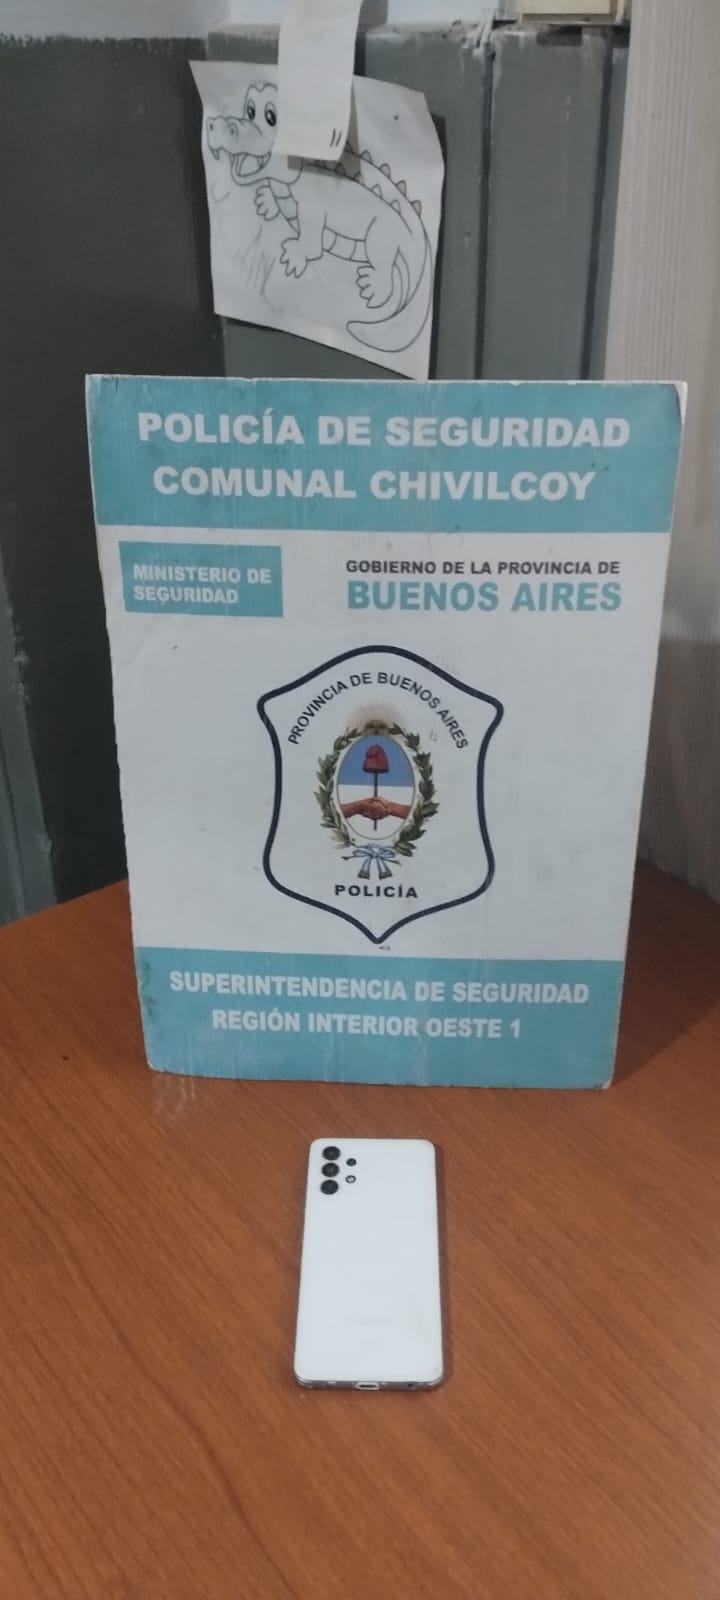 POLICÍA DE SEGURIDAD
COMUNAL CHIVILCOY
MINISTERIO DE
SEGURIDAD
GOBIERNO DE LA PROVINCIA DE
BUENOS AIRES
PROVINCIA DE BUENOS AIRES
POLICÍA
SUPERINTENDENCIA DE SEGURIDAD
REGIÓN INTERIOR OESTE 1